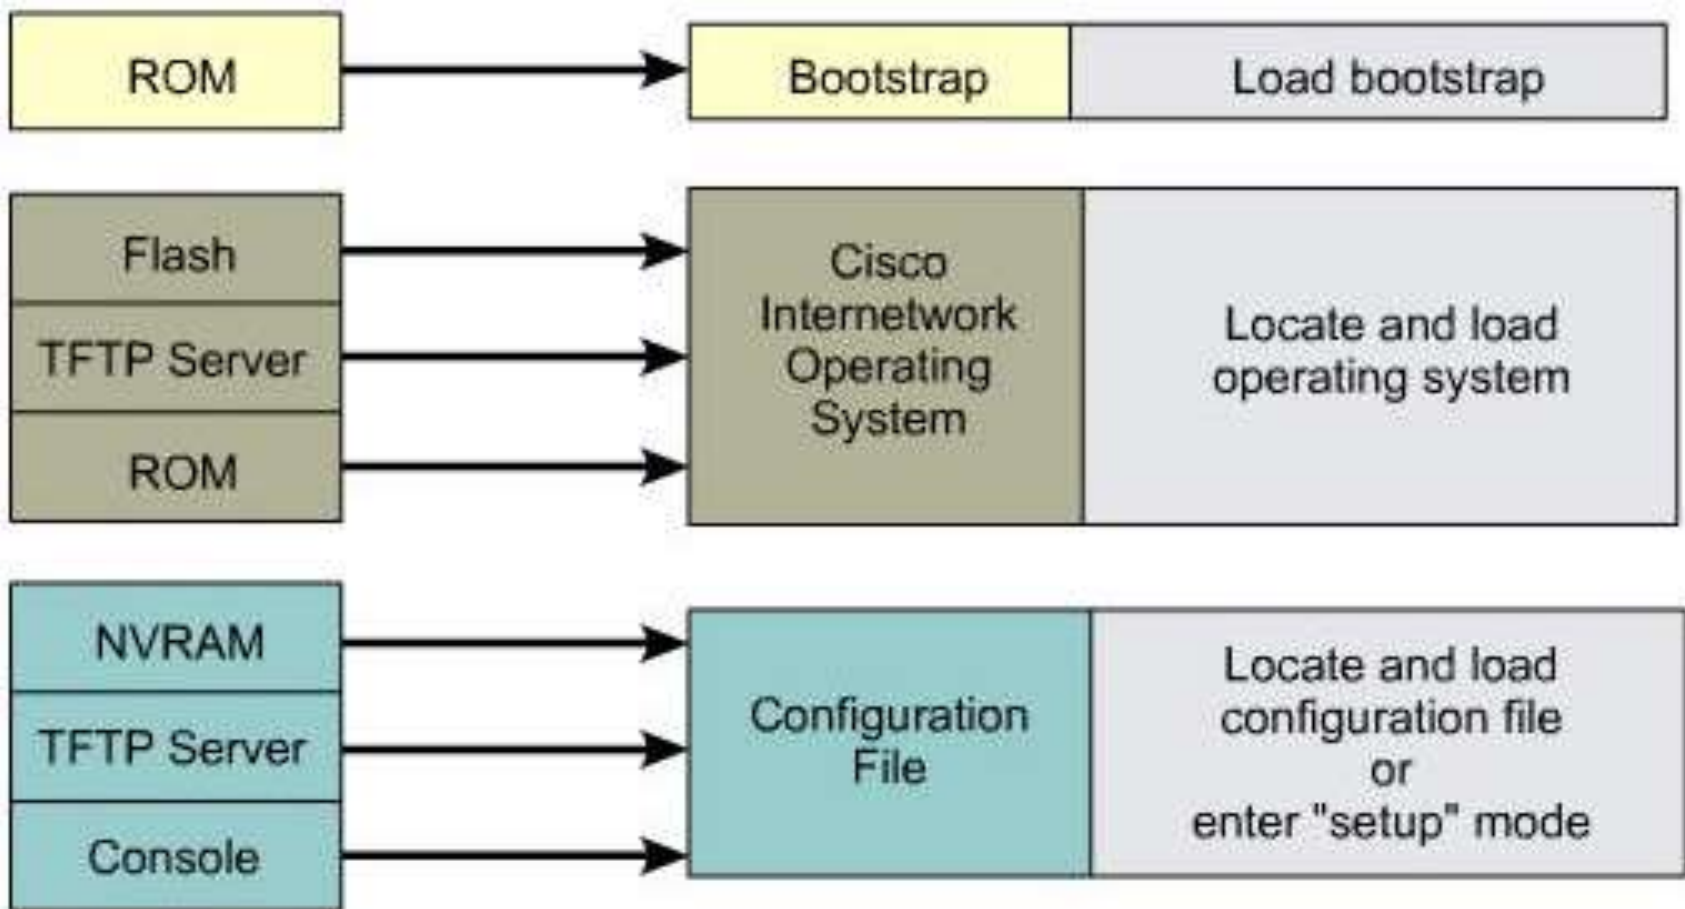 ROM
Bootstrap
Load bootstrap
Flash
TFTP Server
ROM
Cisco
Internetwork
Operating
System
Locate and load
operating system
NVRAM
TFTP Server
Console
Configuration
File
Locate and load
configuration file
or
enter "setup" mode